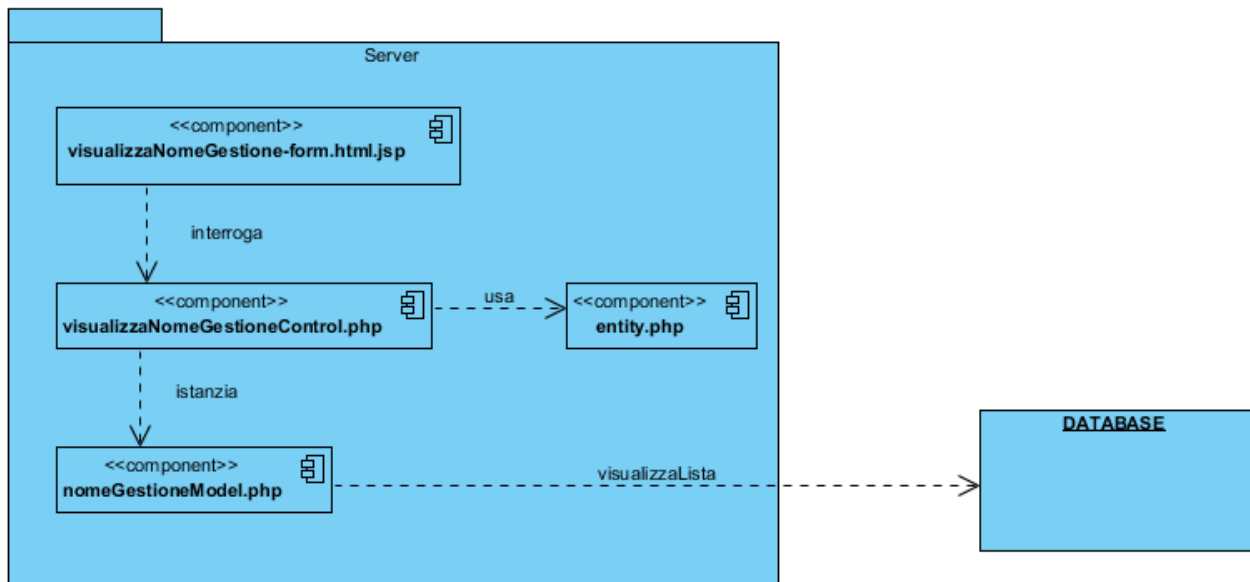 Server
<<component>>
visualizzaNomeGestione-form.html.jsp
interroga
<<component>>
visualizzaNomeGestioneControl.php
usa
<<component>>
entity.php
istanzia
<<component>>
nomeGestioneModel.php
visualizzaLista
DATABASE